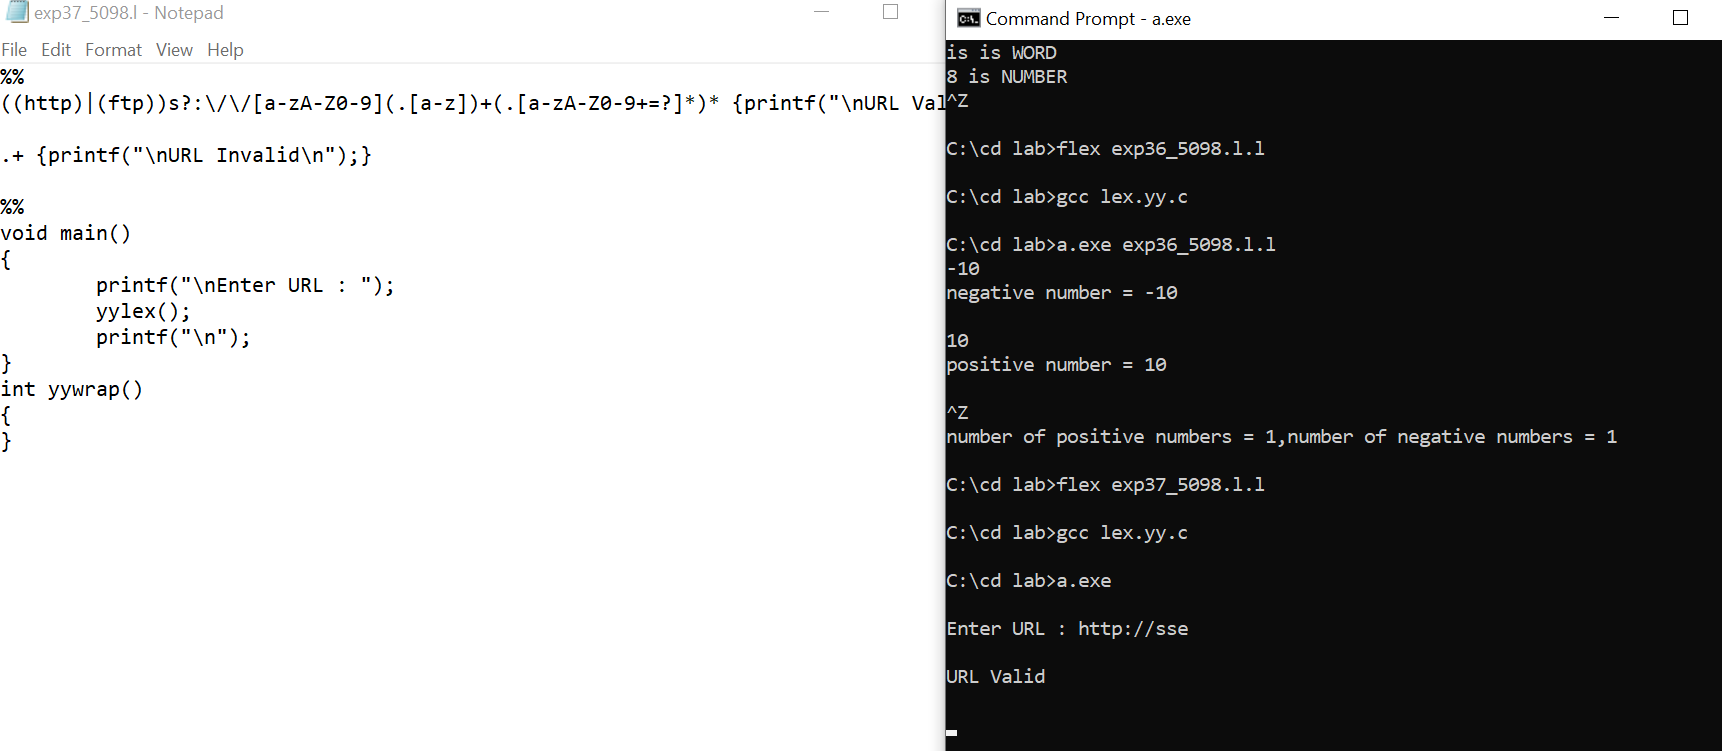 exp37_5098.l - Notepad
File Edit Format View Help
%%
((http)|(ftp))s?:\/\/[a-zA-Z0-9](.[a-z])+(.[a-zA-Z0-9+=?]*)* {printf("\nURL Val
.+ {printf("\nURL Invalid\n");}
%%
void main()
{
printf("\nEnter URL : ");
yylex();
printf("\n");
}
int yywrap()
{
}
Command Prompt - a.exe
is is WORD
8 is NUMBER
^Z
C:\cd lab>flex exp36_5098.l.l
C:\cd lab>gcc lex.yy.c
C:\cd lab>a.exe exp36_5098.l.l
-10
negative number = -10
10
positive number = 10
^Z
number of positive numbers = 1,number of negative numbers = 1
C:\cd lab>flex exp37_5098.l.l
C:\cd lab>gcc lex.yy.c
C:\cd lab>a.exe
Enter URL : http://sse
URL Valid